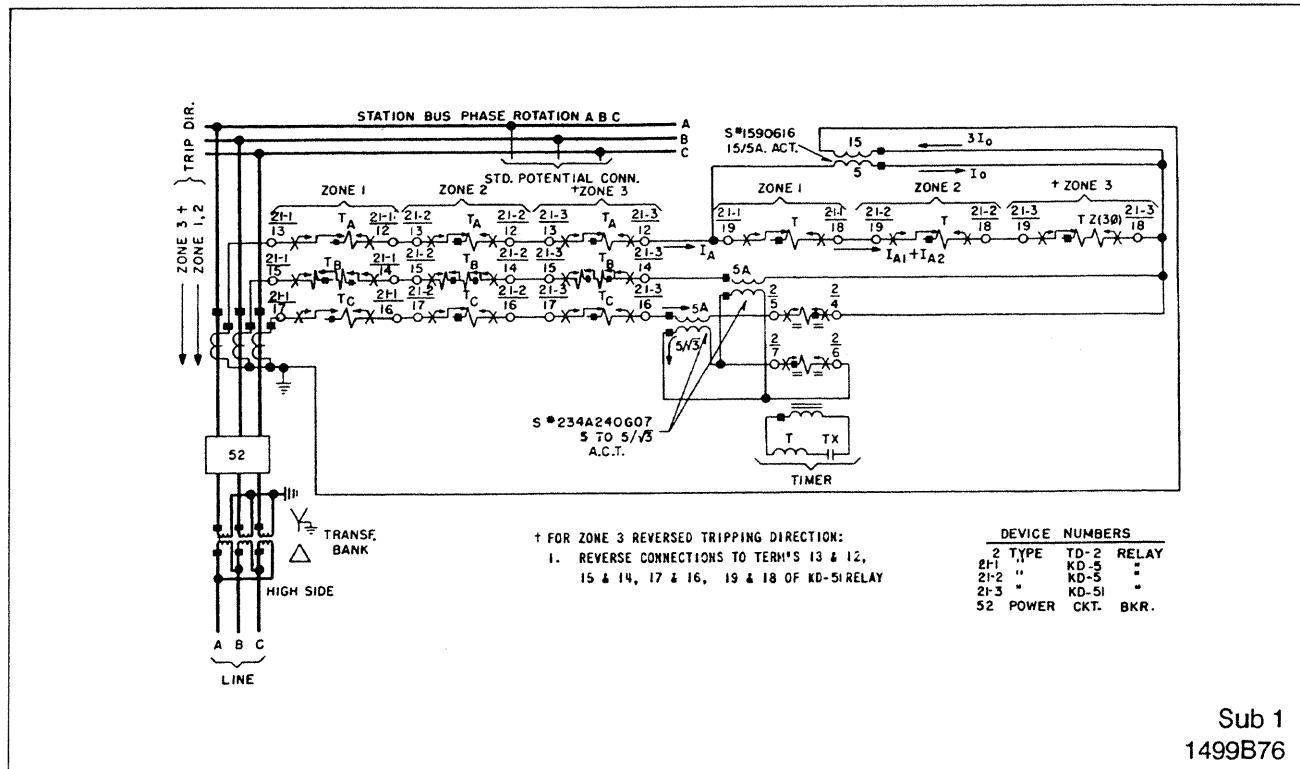 STATION BUS PHASE ROTATION A B C
A
B
C
TRIP DIR.
ZONE 3 †
ZONE 1, 2
STD. POTENTIAL CONN.
S#1590616
15/5A. ACT.
15
5
3I0
I0
ZONE 1
ZONE 2
†ZONE 3
ZONE 1
ZONE 2
† ZONE 3
21-1
13
TA
21-1
12
21-2
13
TA
21-2
12
21-3
13
TA
21-3
12
IA
21-1
19
T
21-1
18
21-2
19
T
21-2
18
21-3
19
T Z(3Ø)
21-3
18
IA1+IA2
21-1
15
TB
21-1
14
21-2
15
TB
21-2
14
21-3
15
TB
21-3
14
5A
21-1
17
TC
21-1
16
21-2
17
TC
21-2
16
21-3
17
TC
21-3
16
5A
2
5
2
4
5/√3
2
7
2
6
S#234A240G07
5 TO 5/√3
A.C.T.
T
TX
TIMER
52
TRANSF.
BANK
HIGH SIDE
A B C
LINE
† FOR ZONE 3 REVERSED TRIPPING DIRECTION:
1. REVERSE CONNECTIONS TO TERM'S 13 & 12,
15 & 14, 17 & 16, 19 & 18 OF KD-51 RELAY
DEVICE NUMBERS
2 TYPE TD-2 RELAY
21-1 " KD-5 "
21-2 " KD-5 "
21-3 " KD-51 "
52 POWER CKT. BKR.
Sub 1
1499B76